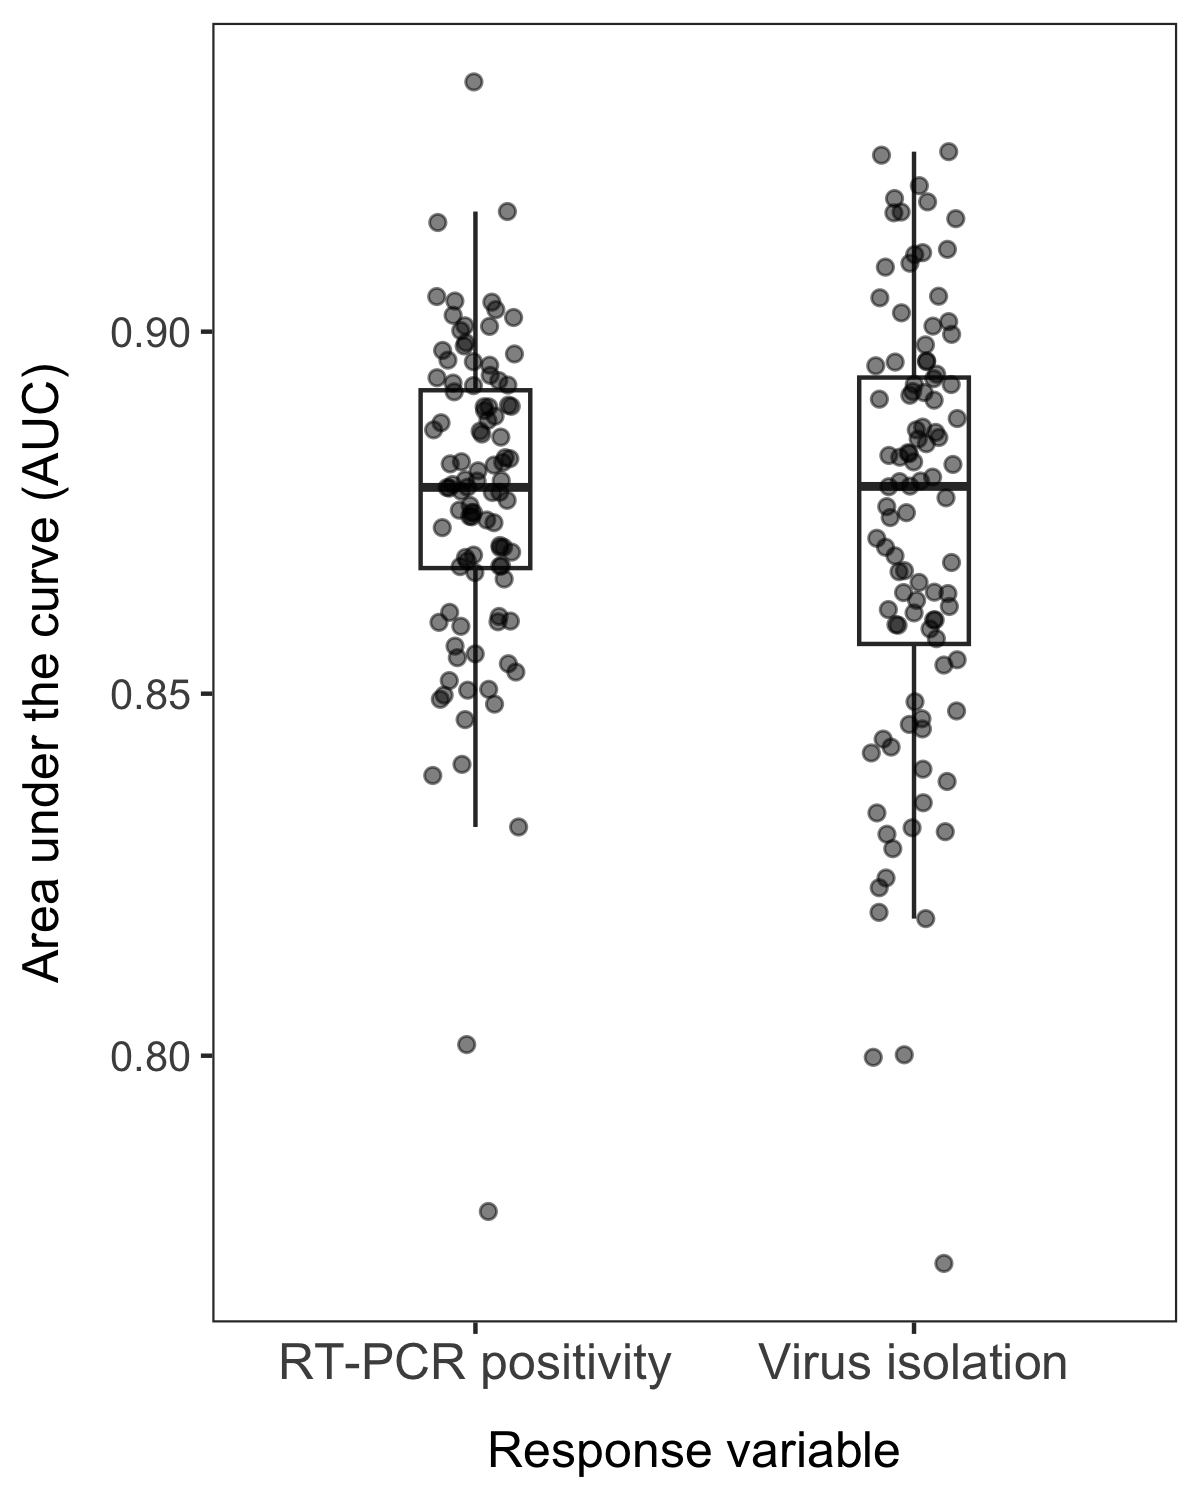 Area under the curve (AUC)
0.90
0.85
0.80
RT-PCR positivity
Virus isolation
Response variable